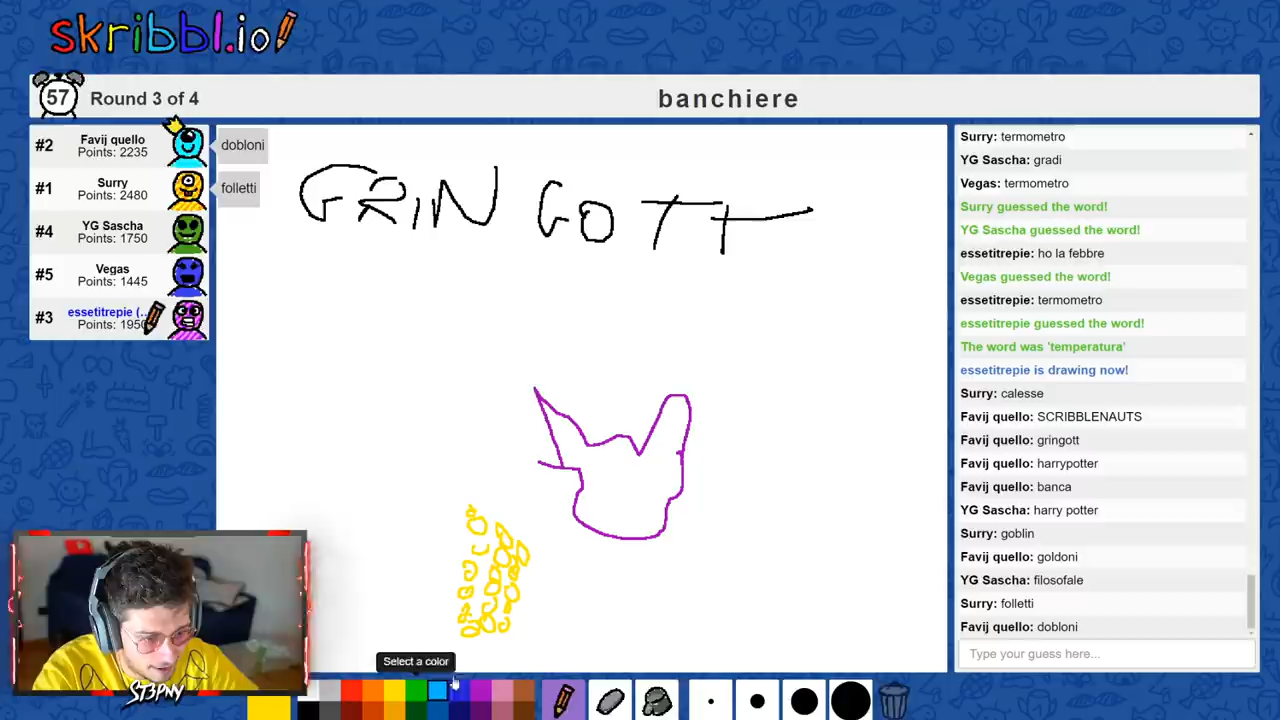 skribbl.io
57
Round 3 of 4
banchiere
#2
Favij quello
Points: 2235
dobloni
#1
Surry
Points: 2480
folletti
#4
YG Sascha
Points: 1750
#5
Vegas
Points: 1445
#3
essetitrepie (...
Points: 1950
GRIN GOTT
Surry: termometro
YG Sascha: gradi
Vegas: termometro
Surry guessed the word!
YG Sascha guessed the word!
essetitrepie: ho la febbre
Vegas guessed the word!
essetitrepie: termometro
essetitrepie guessed the word!
The word was 'temperatura'
essetitrepie is drawing now!
Surry: calesse
Favij quello: SCRIBBLENAUTS
Favij quello: gringott
Favij quello: harrypotter
Favij quello: banca
YG Sascha: harry potter
Surry: goblin
Favij quello: goldoni
YG Sascha: filosofale
Surry: folletti
Favij quello: dobloni
Type your guess here...
Select a color
ST3PNY